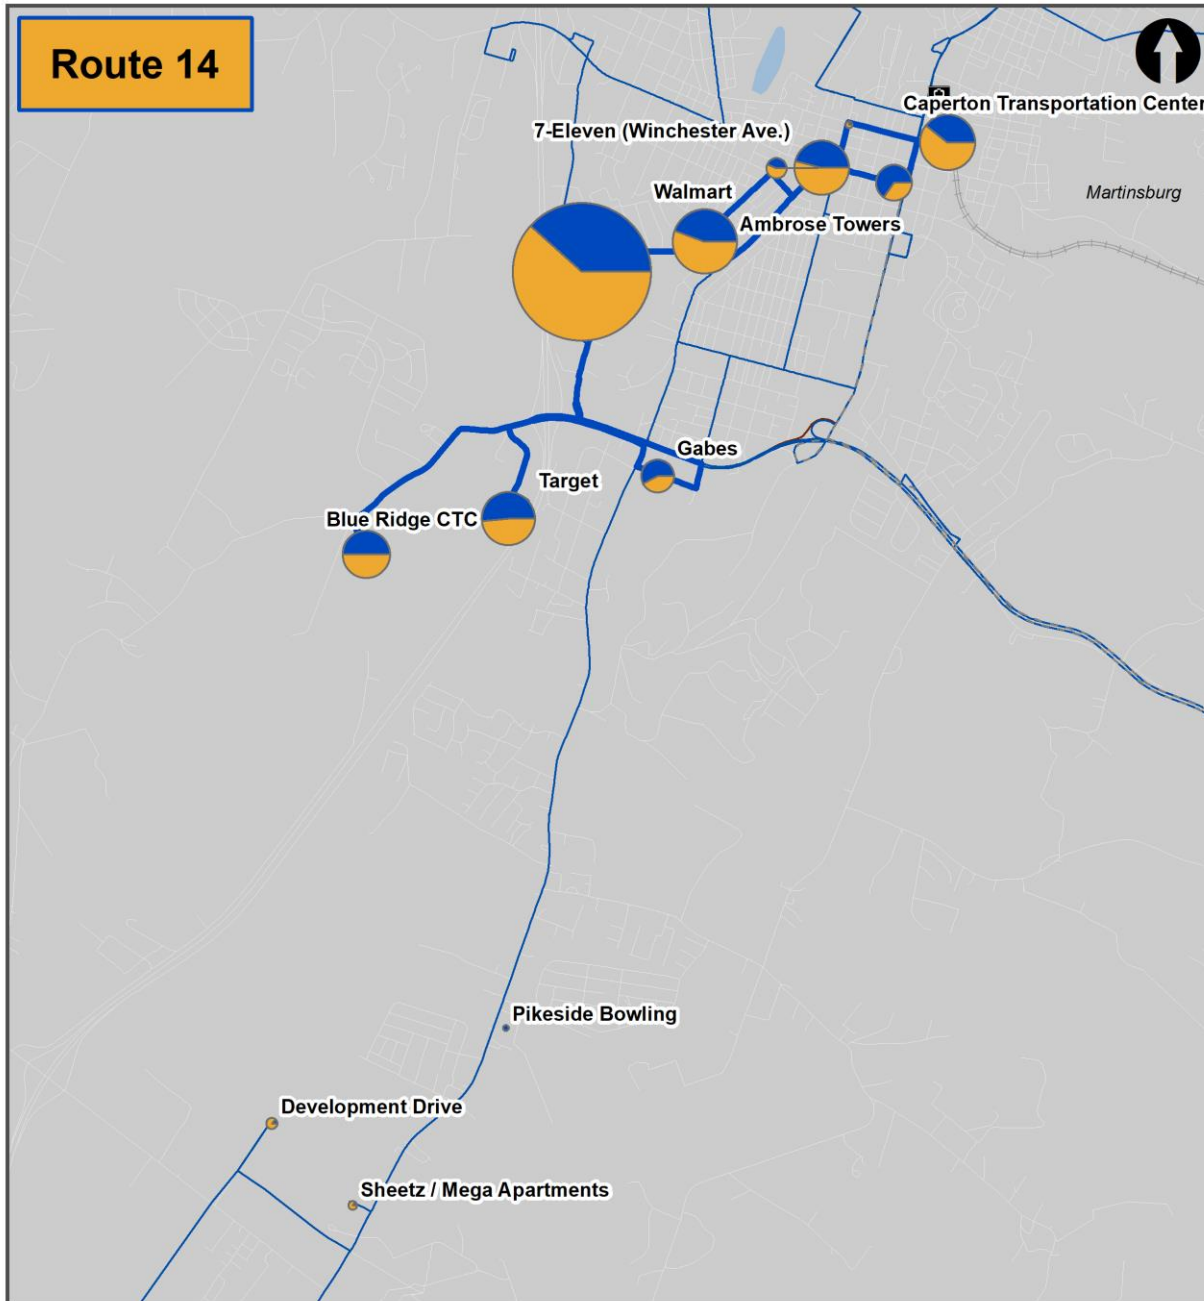 Route 14
Caperton Transportation Center
7-Eleven (Winchester Ave.)
Walmart
Martinsburg
Ambrose Towers
Gabes
Target
Blue Ridge CTC
Pikeside Bowling
Development Drive
Sheetz / Mega Apartments